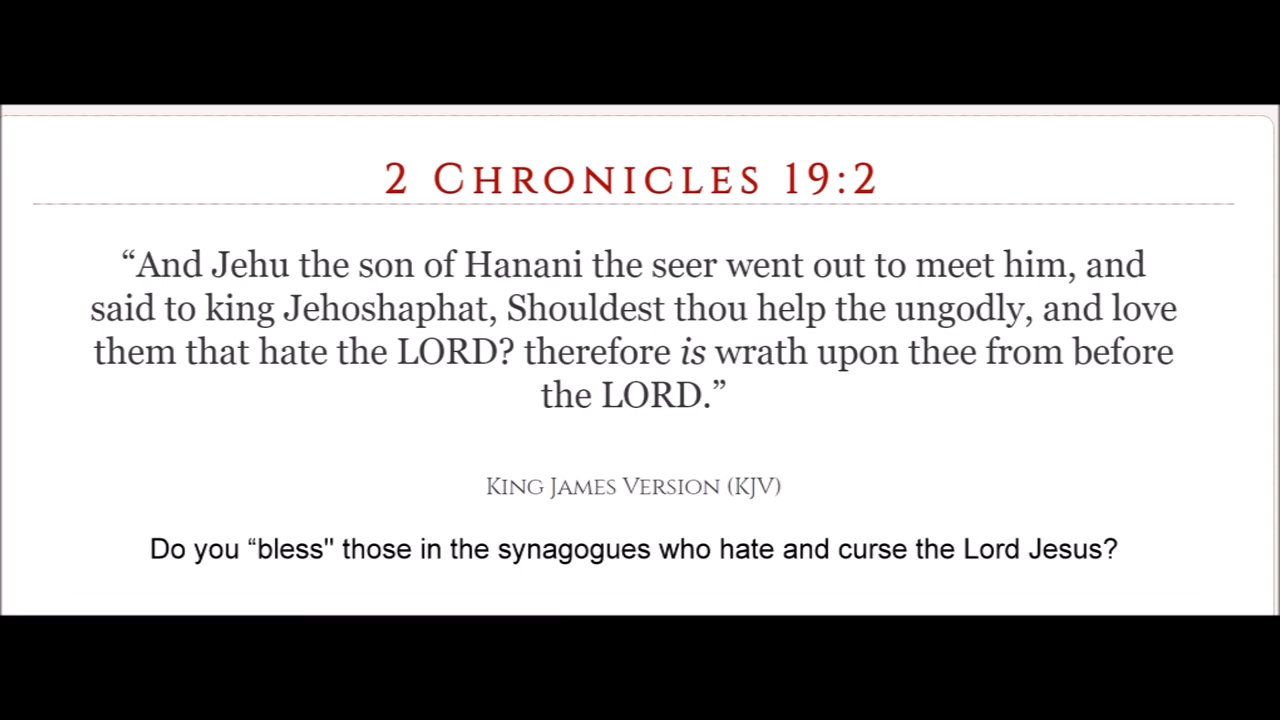 2 Chronicles 19:2
“And Jehu the son of Hanani the seer went out to meet him, and
said to king Jehoshaphat, Shouldest thou help the ungodly, and love
them that hate the LORD? therefore is wrath upon thee from before
the LORD.”
King James Version (KJV)
Do you “bless" those in the synagogues who hate and curse the Lord Jesus?